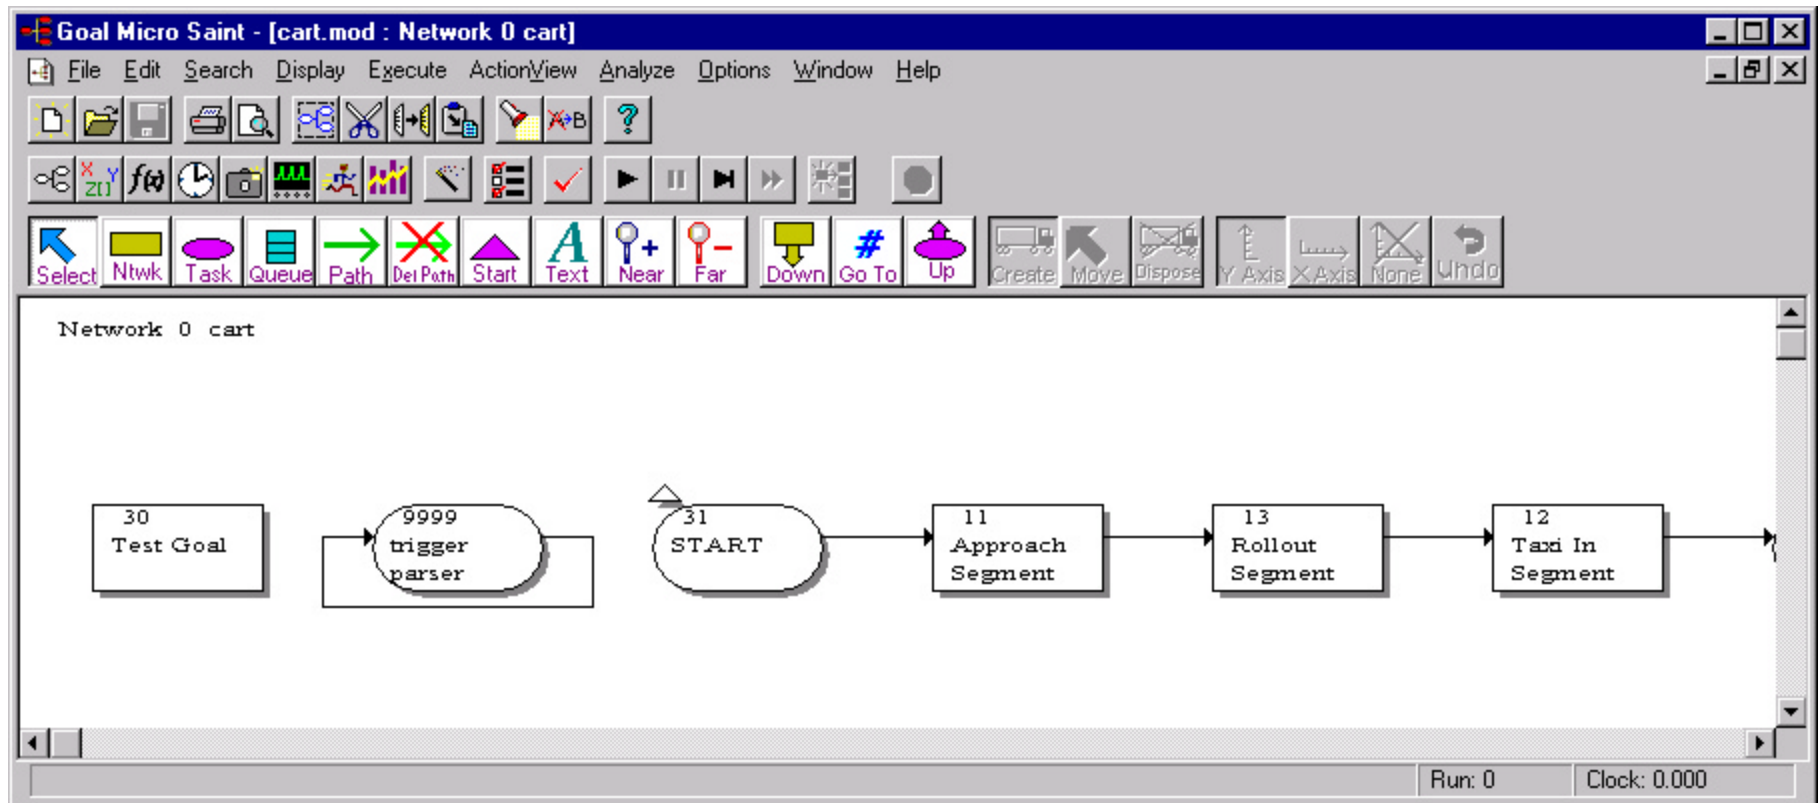 Goal Micro Saint - [cart.mod : Network 0 cart]
File Edit Search Display Execute ActionView Analyze Options Window Help
A B
X Y Z[] f(x)
Select Ntwk Task Queue Path Del Path Start Text Near Far Down Go To Up Create Move Dispose Y Axis X Axis None Undo
Network 0 cart
30
Test Goal
9999
trigger
parser
31
START
11
Approach
Segment
13
Rollout
Segment
12
Taxi In
Segment
Run: 0 Clock: 0.000